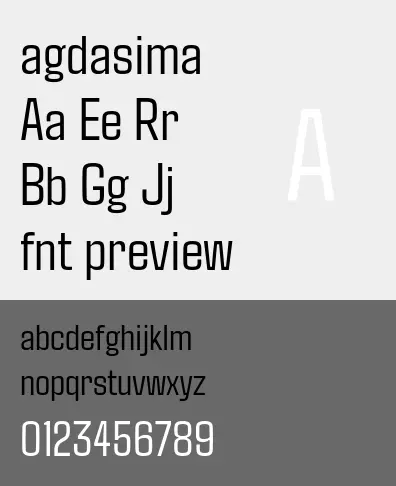 agdasima
Aa Ee Rr
A
Bb Gg Jj
fnt preview
abcdefghijklm
nopqrstuvwxyz
0123456789